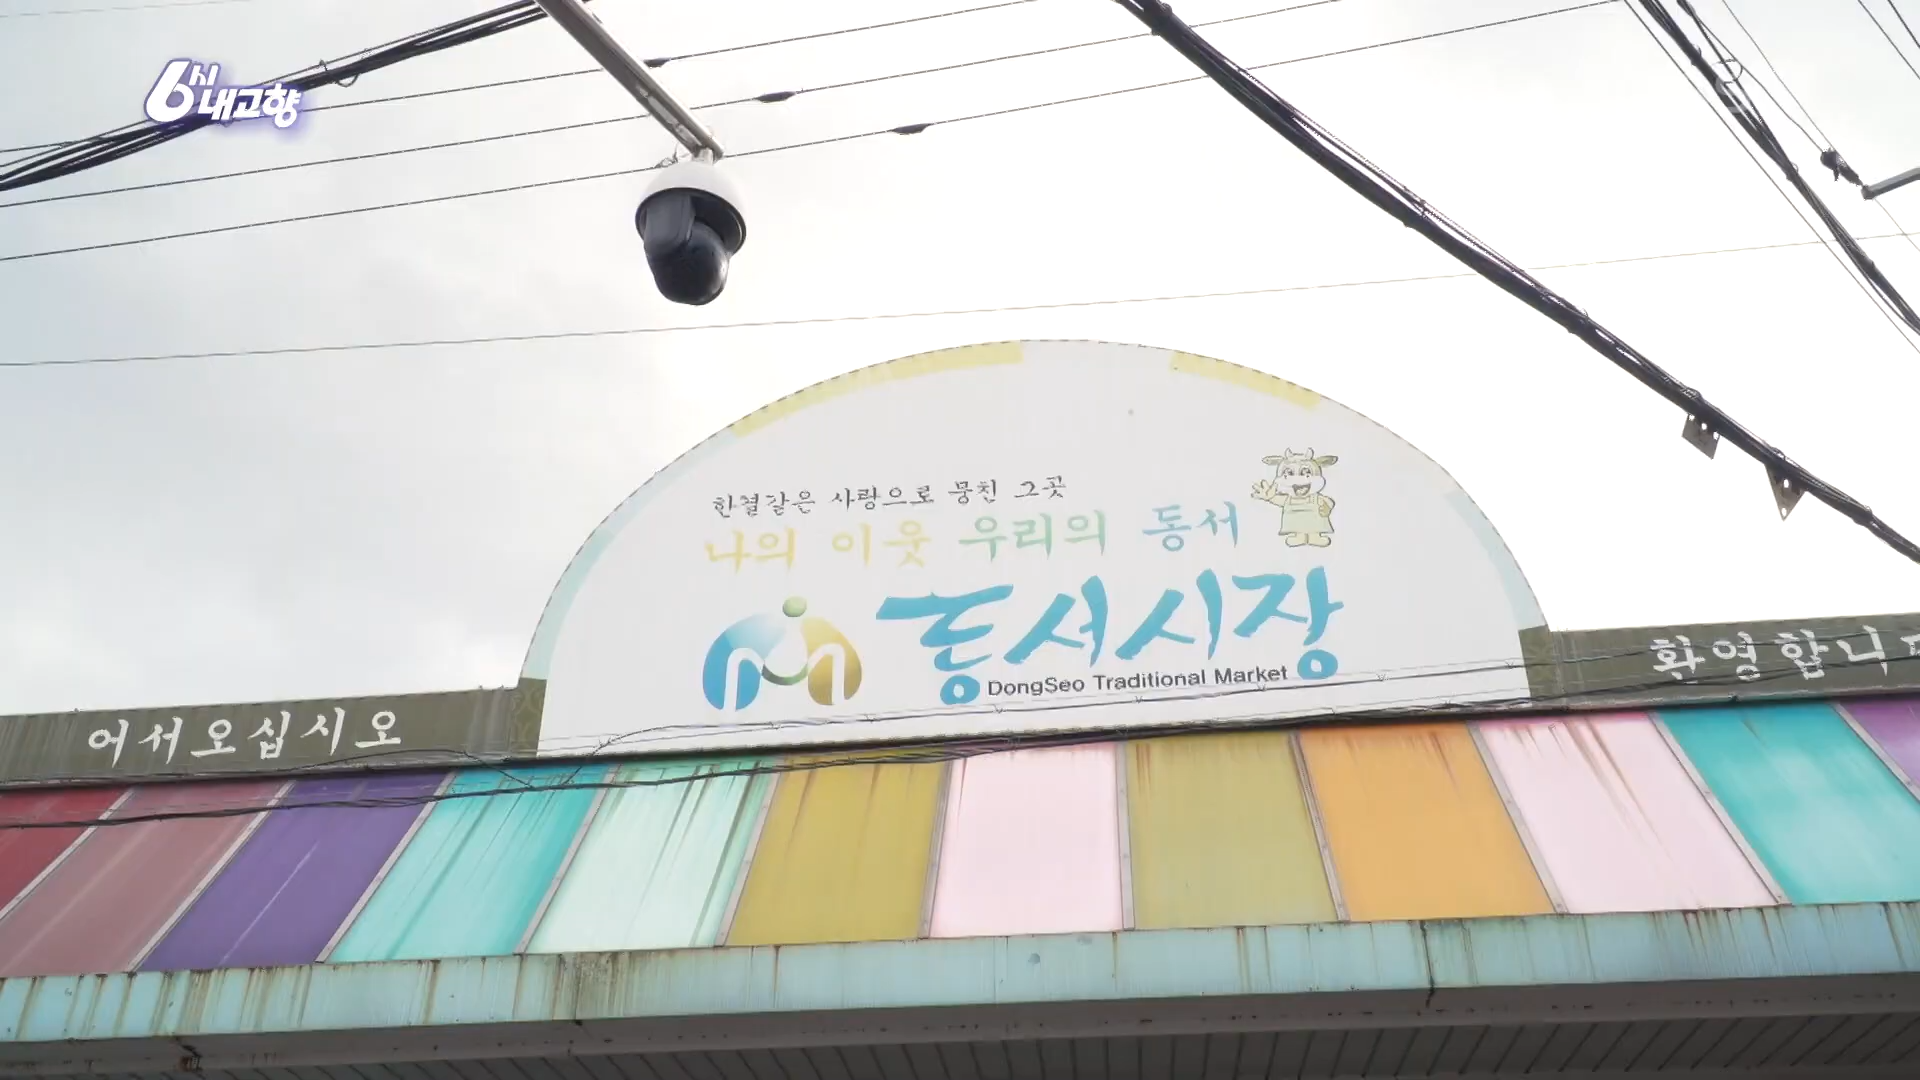 6시
내고향
한결같은 사랑으로 뭉친 그곳
나의 이웃 우리의 동서
동서시장
DongSeo Traditional Market
어서오십시오
환영합니다